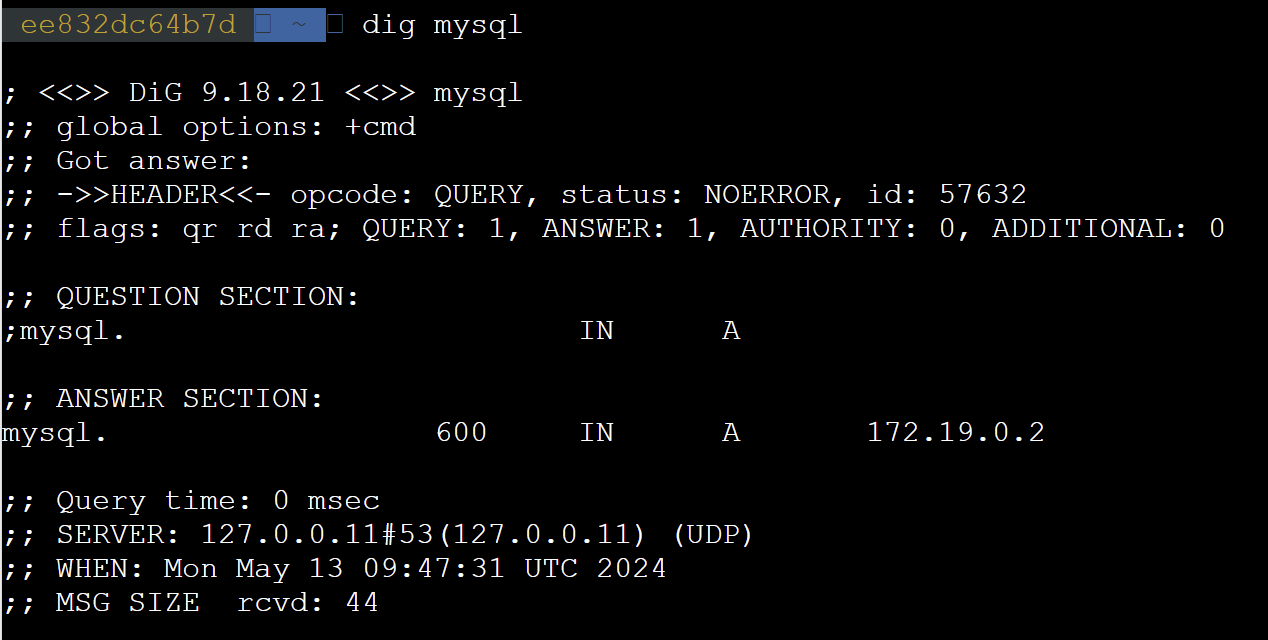 ee832dc64b7d ~ dig mysql
; <<>> DiG 9.18.21 <<>> mysql
;; global options: +cmd
;; Got answer:
;; ->>HEADER<<- opcode: QUERY, status: NOERROR, id: 57632
;; flags: qr rd ra; QUERY: 1, ANSWER: 1, AUTHORITY: 0, ADDITIONAL: 0
;; QUESTION SECTION:
;mysql. IN A
;; ANSWER SECTION:
mysql. 600 IN A 172.19.0.2
;; Query time: 0 msec
;; SERVER: 127.0.0.11#53(127.0.0.11) (UDP)
;; WHEN: Mon May 13 09:47:31 UTC 2024
;; MSG SIZE  rcvd: 44